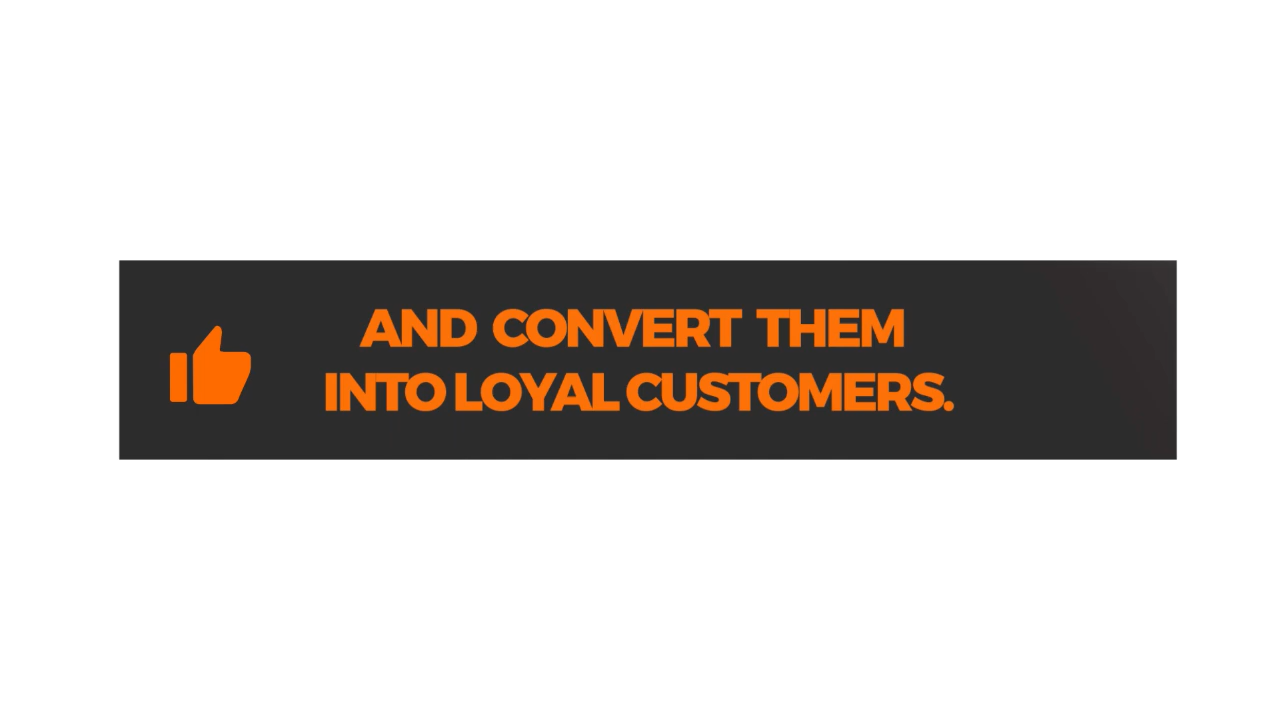 AND CONVERT THEM
INTO LOYAL CUSTOMERS.